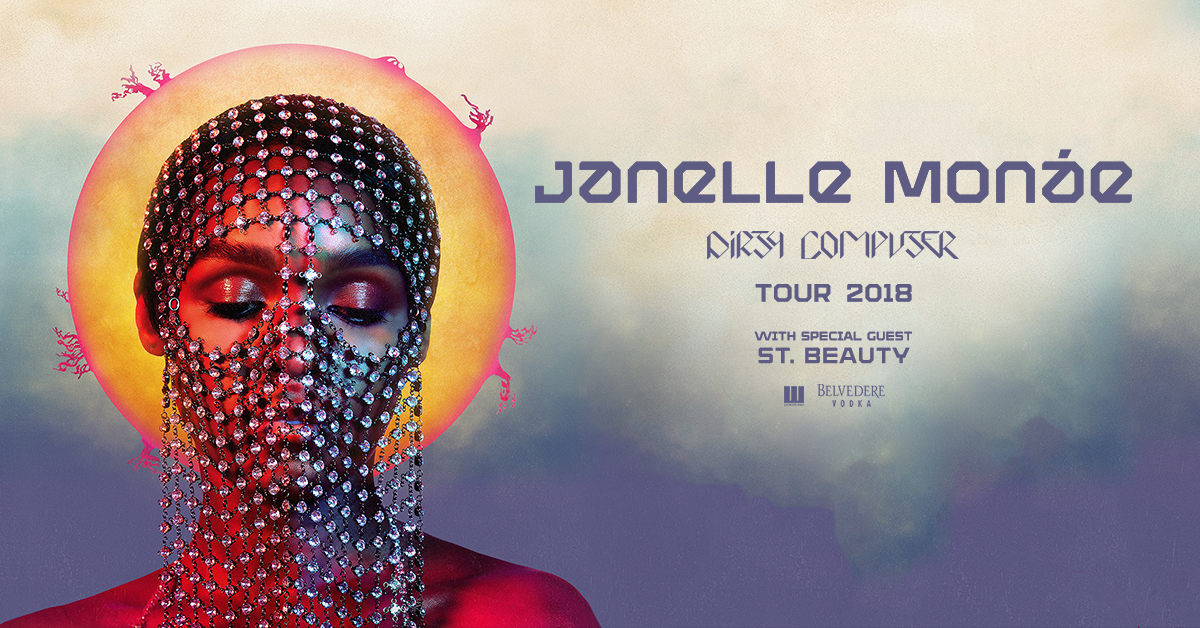 Janelle Monáe
DIRTY COMPUTER
TOUR 2018
WITH SPECIAL GUEST
ST. BEAUTY
BELVEDERE
VODKA